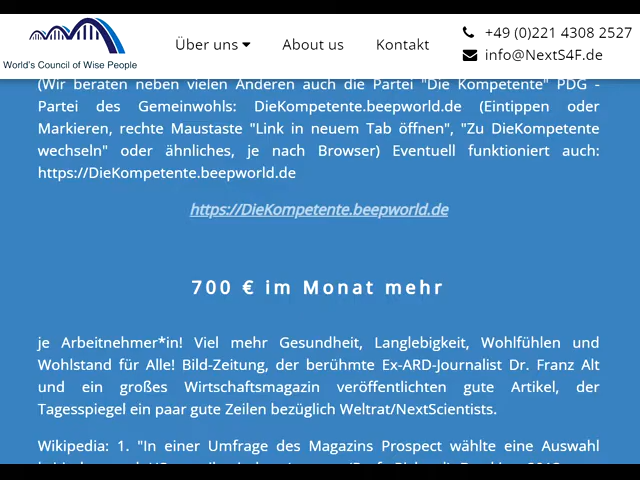 World's Council of Wise People
Über uns
About us
Kontakt
+49 (0)221 4308 2527
info@NextS4F.de
(Wir beraten neben vielen Anderen auch die Partei "Die Kompetente" PDG -
Partei des Gemeinwohls: DieKompetente.beepworld.de (Eintippen oder
Markieren, rechte Maustaste "Link in neuem Tab öffnen", "Zu DieKompetente
wechseln" oder ähnliches, je nach Browser) Eventuell funktioniert auch:
https://DieKompetente.beepworld.de
https://DieKompetente.beepworld.de
700 € im Monat mehr
je Arbeitnehmer*in! Viel mehr Gesundheit, Langlebigkeit, Wohlfühlen und
Wohlstand für Alle! Bild-Zeitung, der berühmte Ex-ARD-Journalist Dr. Franz Alt
und ein großes Wirtschaftsmagazin veröffentlichten gute Artikel, der
Tagesspiegel ein paar gute Zeilen bezüglich Weltrat/NextScientists.
Wikipedia: 1. "In einer Umfrage des Magazins Prospect wählte eine Auswahl